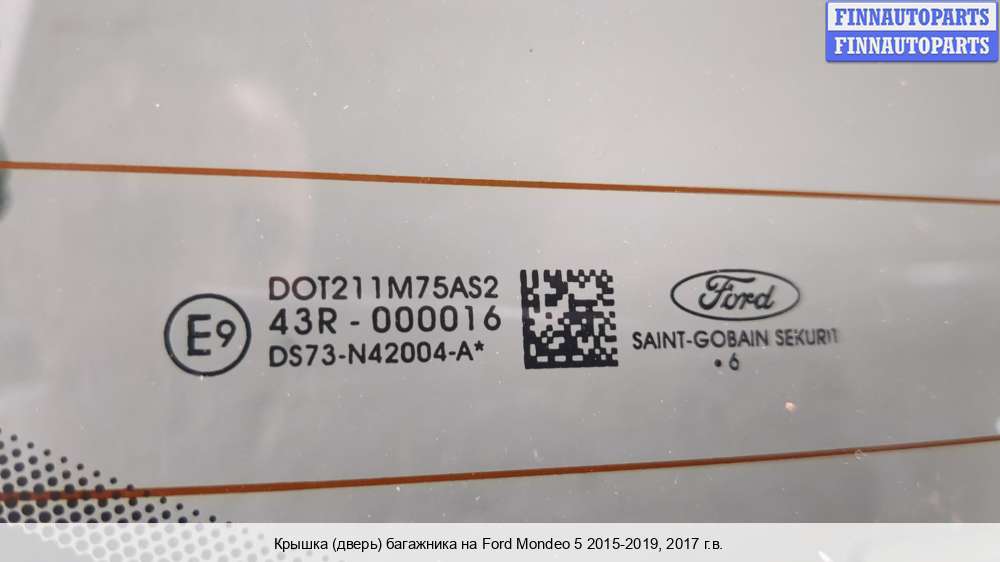 FINNAUTOPARTS
FINNAUTOPARTS
DOT211M75AS2
E9
43R - 000016
DS73-N42004-A*
Ford
SAINT-GOBAIN SEKURIT
• 6
Крышка (дверь) багажника на Ford Mondeo 5 2015-2019, 2017 г.в.